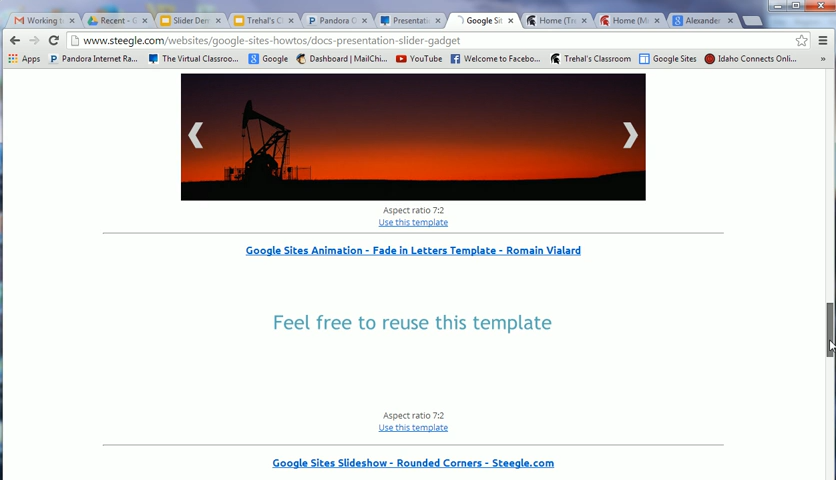 Working t
Recent - G
Slider Den
Trehal's C
Pandora O
Presentati
Google Sit
Home (Tr
Home (M
Alexander
www.steegle.com/websites/google-sites-howtos/docs-presentation-slider-gadget
Apps
Pandora Internet Ra...
The Virtual Classroo...
Google
Dashboard | MailChi...
YouTube
Welcome to Facebo...
Trehal's Classroom
Google Sites
Idaho Connects Onli...
»
Aspect ratio 7:2
Use this template
Google Sites Animation - Fade in Letters Template - Romain Vialard
Feel free to reuse this template
Aspect ratio 7:2
Use this template
Google Sites Slideshow - Rounded Corners - Steegle.com